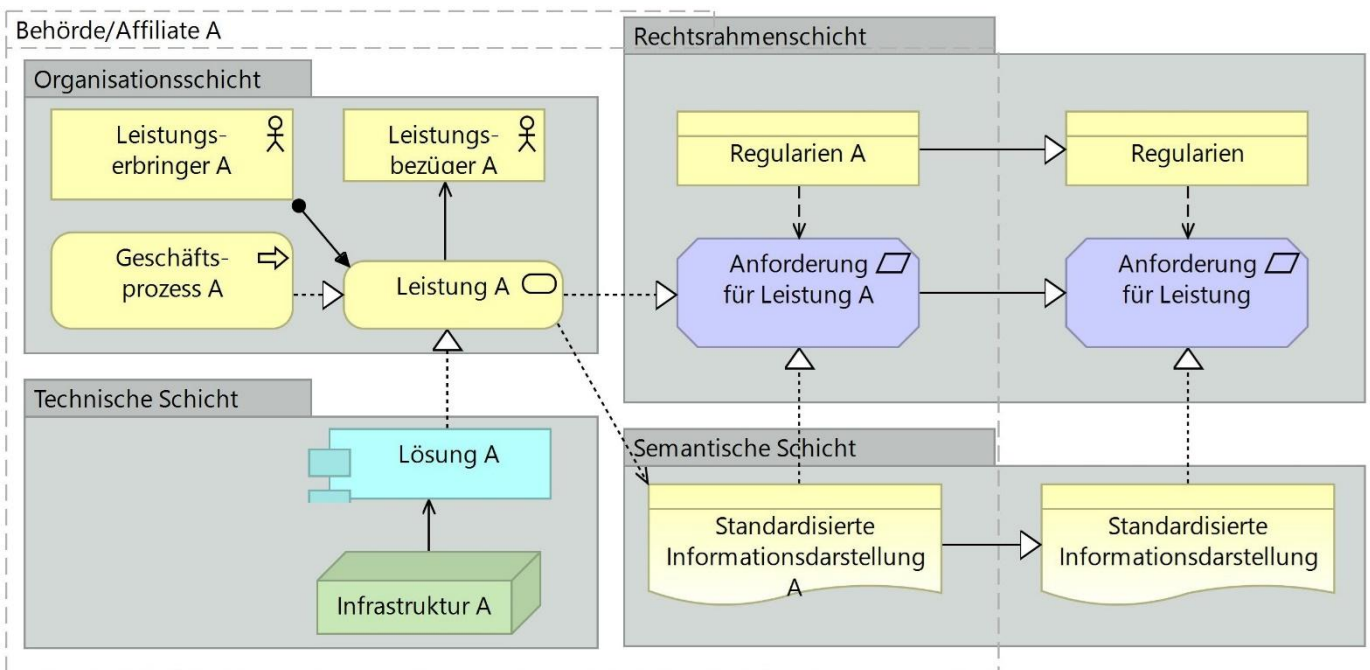 Behörde/Affiliate A
Rechtsrahmenschicht
Organisationsschicht
Leistungs-
erbringer A
Leistungs-
bezüger A
Regularien A
Regularien
Geschäfts-
prozess A
Leistung A
Anforderung
für Leistung A
Anforderung
für Leistung
Technische Schicht
Lösung A
Infrastruktur A
Semantische Schicht
Standardisierte
Informationsdarstellung
A
Standardisierte
Informationsdarstellung